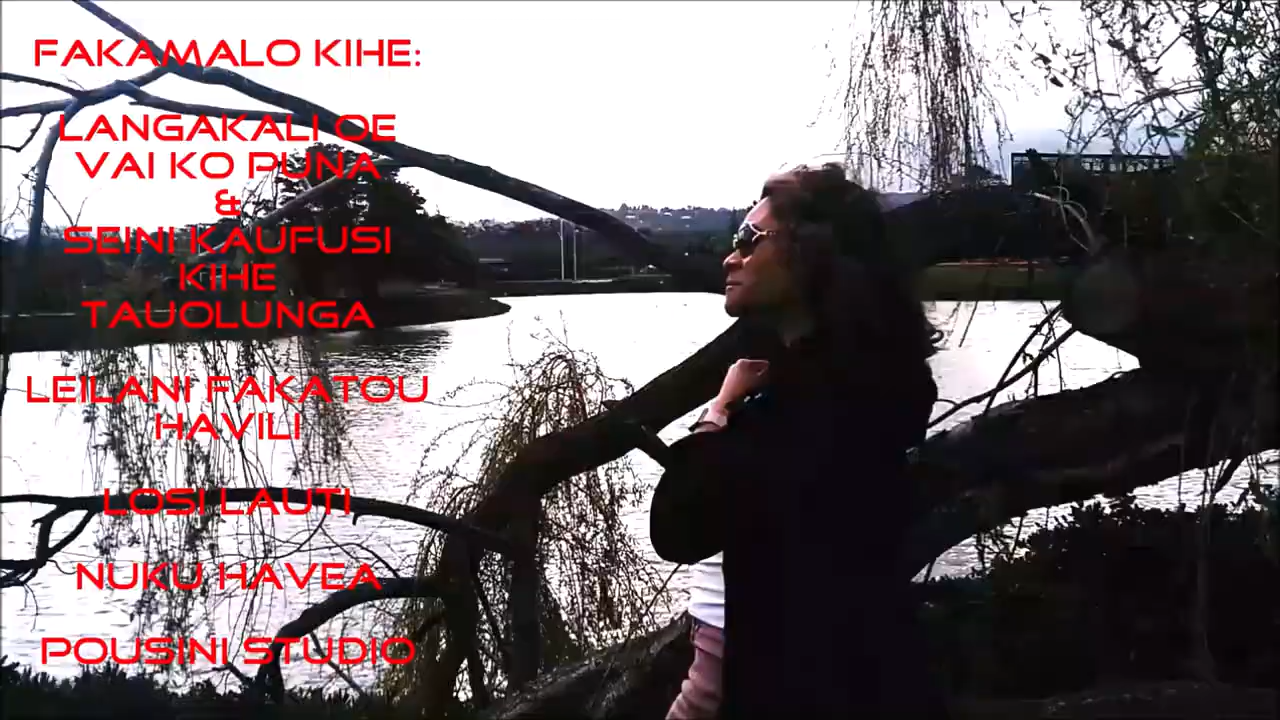 FAKAMALO KIHE:
LANGAKALI OE
VAI KO PUNA
&
SEINI KAUFUSI
KIHE
TAUOLUNGA
LEILANI FAKATOU
HAVILI
LOSI LAUTI
NUKU HAVEA
POUSINI STUDIO